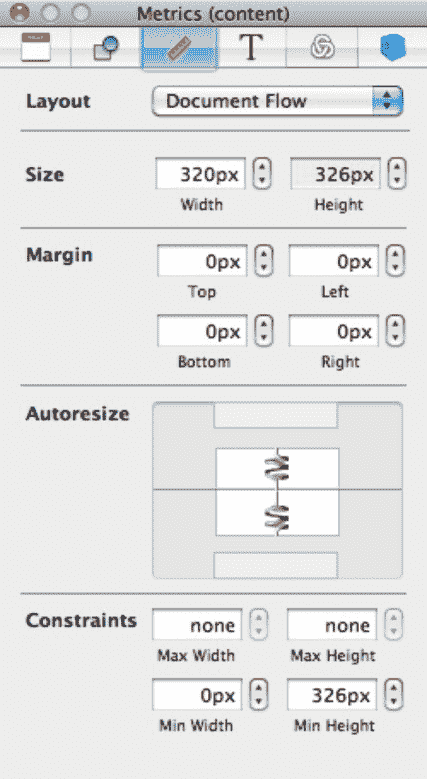 Metrics (content)
T
Layout Document Flow
Size 320px 326px
Width Height
Margin 0px 0px
Top Left
0px 0px
Bottom Right
Autoresize
Constraints none none
Max Width Max Height
0px 326px
Min Width Min Height